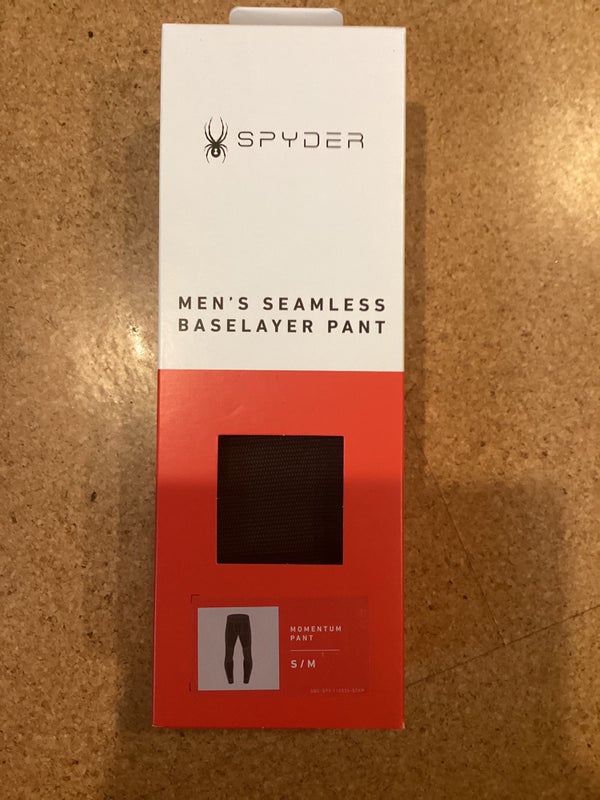 SPYDER
MEN'S SEAMLESS
BASELAYER PANT
MOMENTUM
PANT
S/M